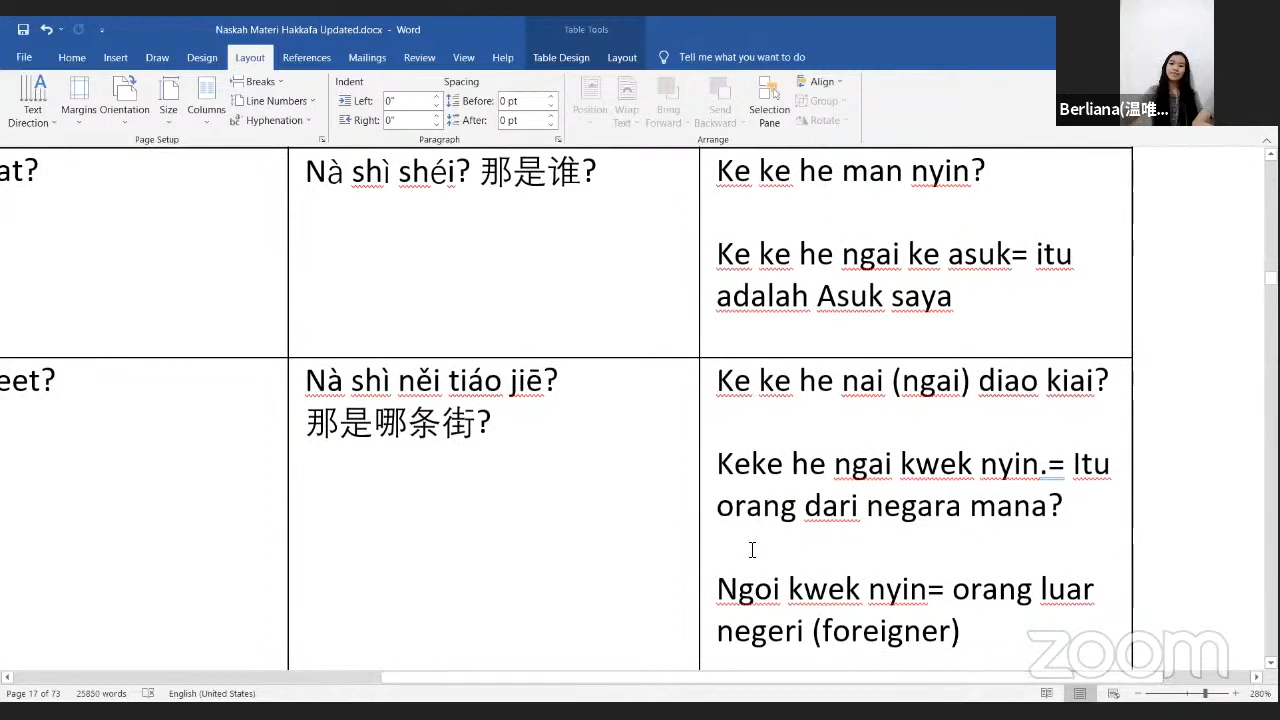 Naskah Materi Hakkafa Updated.docx - Word
Table Tools
File Home Insert Draw Design Layout References Mailings Review View Help Table Design Layout Tell me what you want to do
Text Direction
Margins
Orientation
Size
Columns
Breaks
Line Numbers
Hyphenation
Page Setup
Indent
Left: 0"
Right: 0"
Spacing
Before: 0 pt
After: 0 pt
Paragraph
Position
Wrap Text
Bring Forward
Send Backward
Selection Pane
Align
Group
Rotate
Arrange
Berliana(温唯...
at?
Nà shì shéi? 那是谁?
Ke ke he man nyin?
Ke ke he ngai ke asuk= itu
adalah Asuk saya
eet?
Nà shì něi tiáo jiē?
那是哪条街?
Ke ke he nai (ngai) diao kiai?
Keke he ngai kwek nyin.= Itu
orang dari negara mana?
Ngoi kwek nyin= orang luar
negeri (foreigner)
zoom
Page 17 of 73 25850 words English (United States) 280%